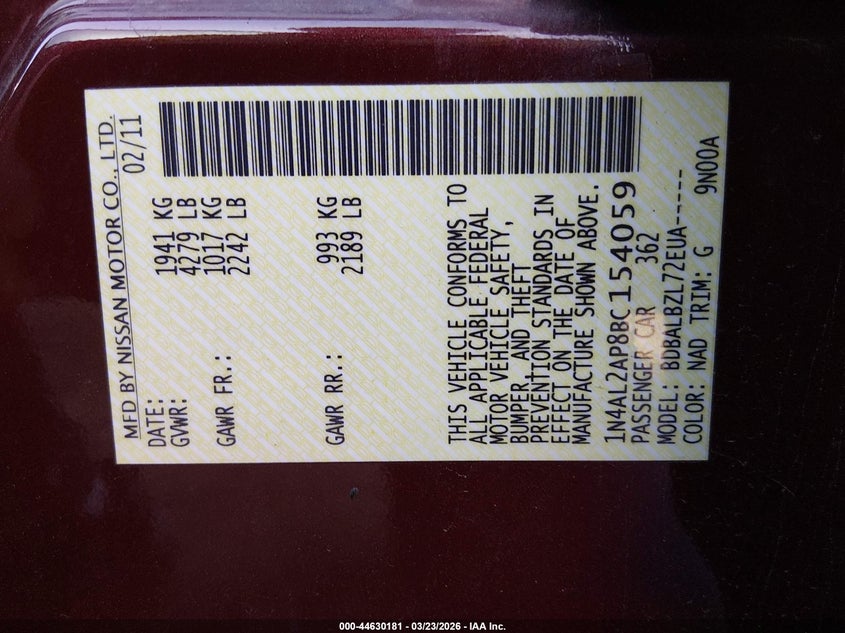 MFD BY NISSAN MOTOR CO., LTD.
DATE: 02/11
GVWR: 1941 KG
4279 LB
GAWR FR.: 1017 KG
2242 LB
GAWR RR.: 993 KG
2189 LB
THIS VEHICLE CONFORMS TO
ALL APPLICABLE FEDERAL
MOTOR VEHICLE SAFETY,
BUMPER, AND THEFT
PREVENTION STANDARDS IN
EFFECT ON THE DATE OF
MANUFACTURE SHOWN ABOVE.
1N4AL2AP8BC154059
PASSENGER CAR 362
MODEL: BDBALBZL72EUA-----
COLOR: NAD TRIM: G 9N00A
000-44630181 - 03/23/2026 - IAA Inc.